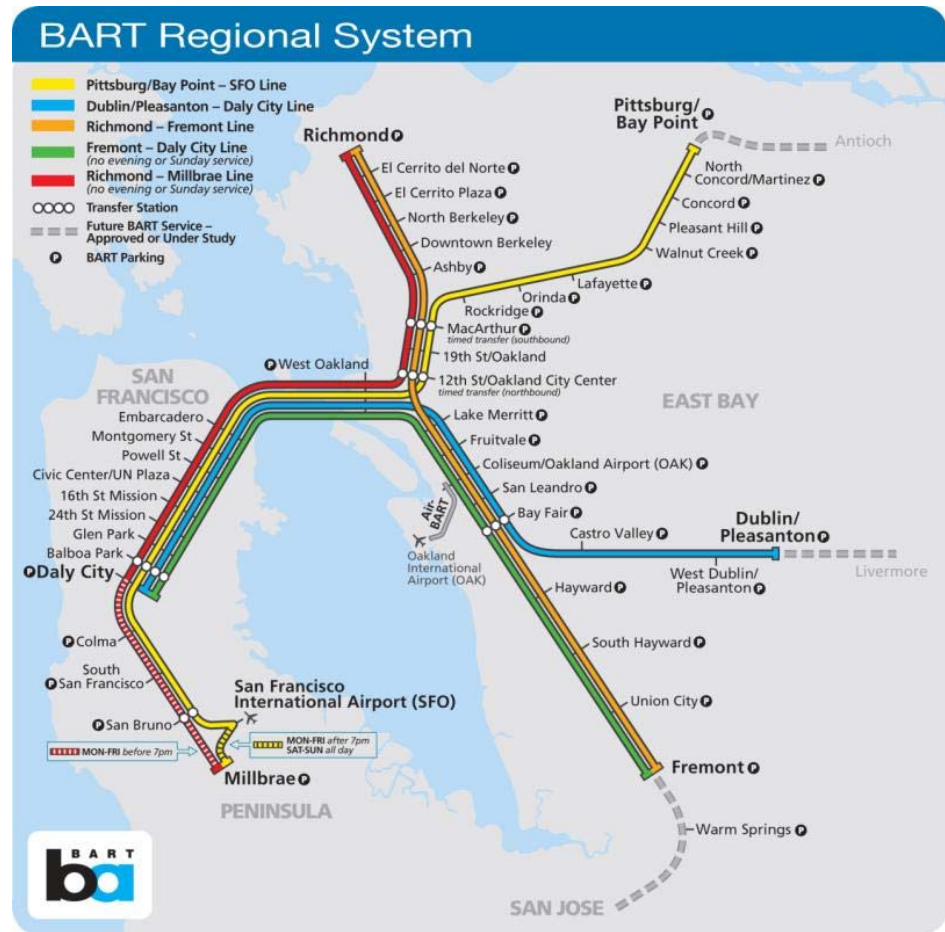 BART Regional System
Pittsburg/Bay Point – SFO Line
Dublin/Pleasanton – Daly City Line
Richmond – Fremont Line
Fremont – Daly City Line
(no evening or Sunday service)
Richmond – Millbrae Line
(no evening or Sunday service)
Transfer Station
Future BART Service –
Approved or Under Study
P BART Parking
Richmond P
El Cerrito del Norte P
El Cerrito Plaza P
North Berkeley P
Downtown Berkeley
Ashby P
Pittsburg/
Bay Point P
Antioch
North
Concord/Martinez P
Concord P
Pleasant Hill P
Walnut Creek P
Lafayette P
Orinda P
Rockridge P
MacArthur P
timed transfer (southbound)
19th St/Oakland
12th St/Oakland City Center
timed transfer (northbound)
P West Oakland
SAN
FRANCISCO
EAST BAY
Embarcadero
Montgomery St
Powell St
Civic Center/UN Plaza
16th St Mission
24th St Mission
Glen Park
Balboa Park
P Daly City
Lake Merritt P
Fruitvale P
Coliseum/Oakland Airport (OAK) P
San Leandro P
Bay Fair P
Air-
BART
Oakland
International
Airport (OAK)
Castro Valley P
Dublin/
Pleasanton P
West Dublin/
Pleasanton P
Livermore
Hayward P
South Hayward P
Union City P
Fremont P
Warm Springs P
SAN JOSE
P Colma
South
P San Francisco
P San Bruno
San Francisco
International Airport (SFO)
MON-FRI before 7pm
MON-FRI after 7pm
SAT-SUN all day
Millbrae P
PENINSULA
BART
ba